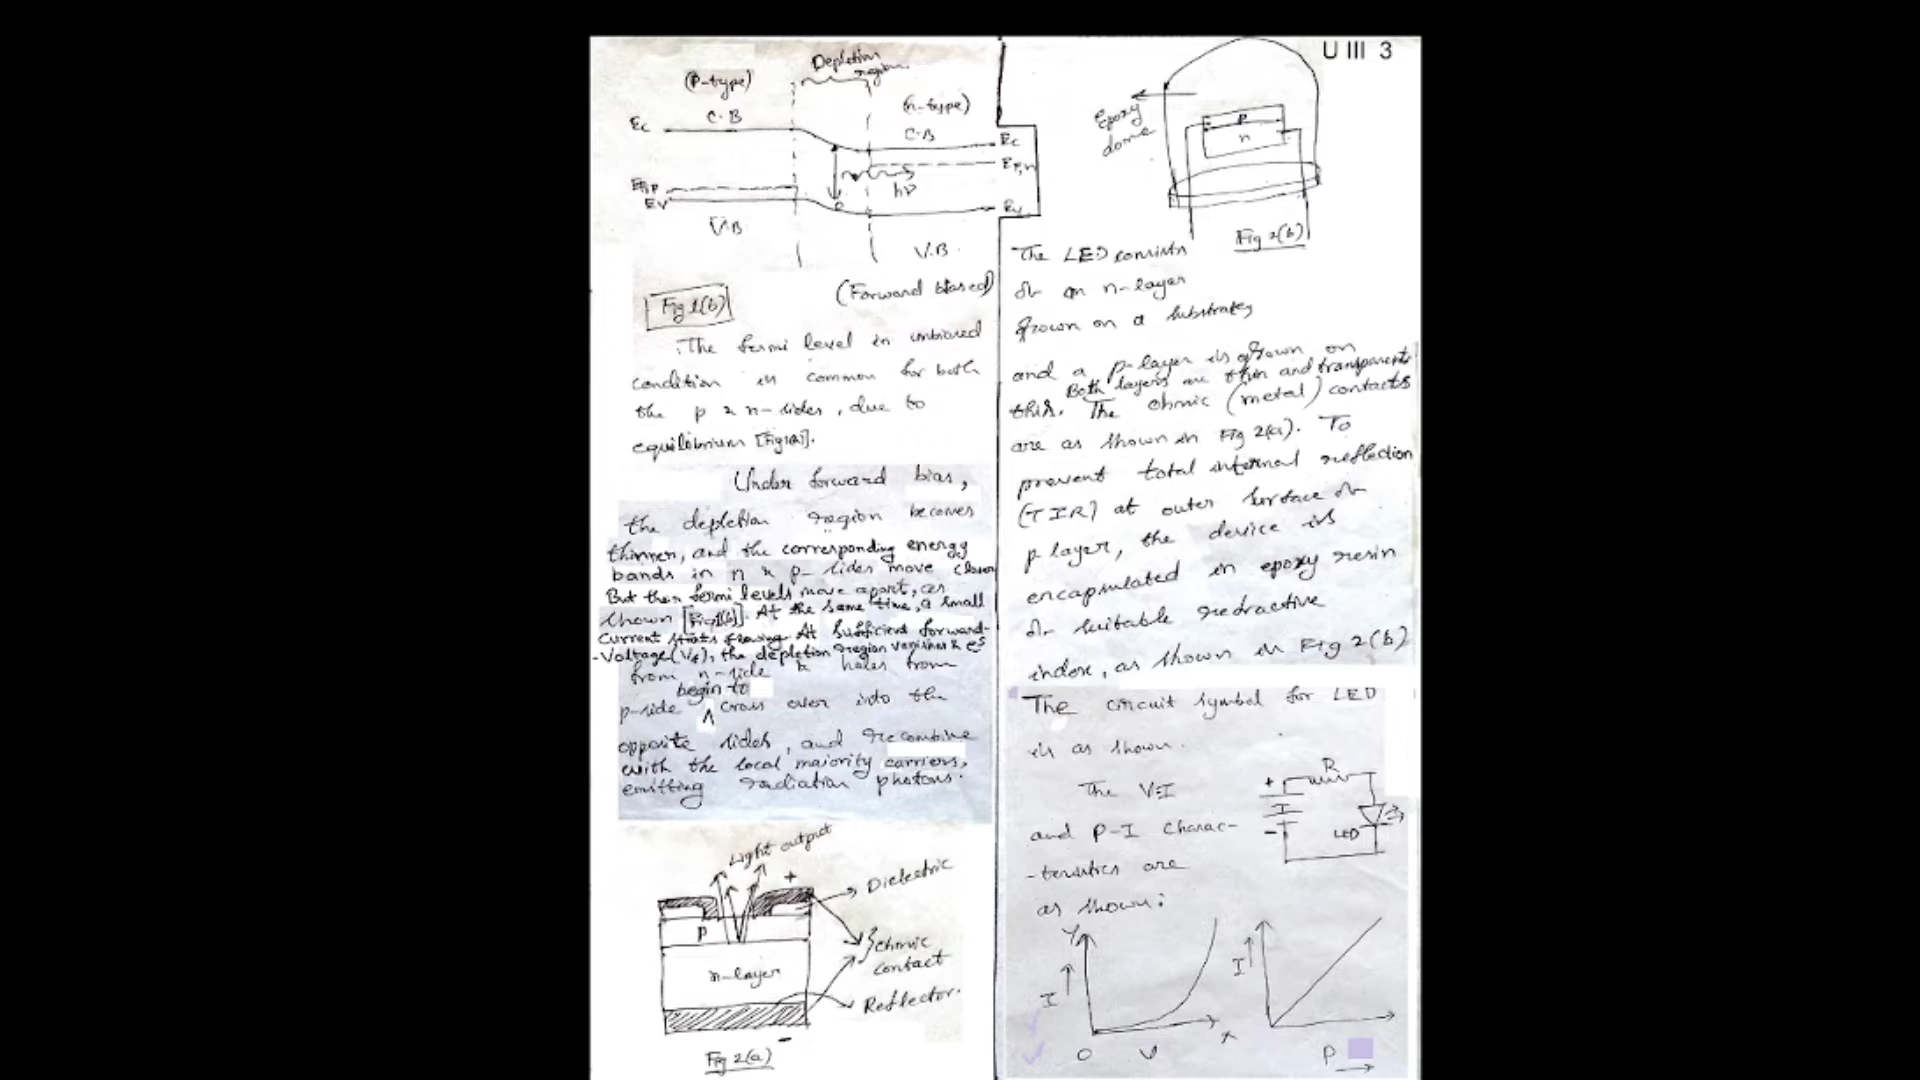 U III 3
Depletion
region
(P-type)
C.B
(n-type)
C.B
Ec
Ec
EF,n
hν
EF,p
Ev
Ev
V.B
V.B.
(Forward biased)
Fig 1(b)
The fermi level in unbiased
condition is common for both
the p & n-sides, due to
equilibrium [Fig1(a)].
Under forward bias,
the depletion region becomes
thinner, and the corresponding energy
bands in n & p-sides move closer
But then fermi levels move apart, as
shown [Fig1(b)]. At the same time, a small
current starts flowing. At sufficient forward-
-Voltage(Vf), the depletion region vanishes & e⁻s
from n-side & holes from
begin to
p-side ∧ cross over into the
opposite sides, and recombine
with the local majority carriers,
emitting radiation photons.
Light output
+
Dielectric
p
ohmic
contact
n-layer
Reflector.
-
Fig 2(a)
Epoxy
dome
p
n
Fig 2(b)
The LED consists
of an n-layer
grown on a substrate,
and a p-layer is grown on
Both layers are thin and transparent
this. The ohmic (metal) contacts
are as shown in Fig 2(a). To
prevent total internal reflection
(TIR) at outer surface of
p layer, the device is
encapsulated in epoxy resin
of suitable refractive
index, as shown in Fig 2(b)
The circuit symbol for LED
is as shown.
R
+
-
LED
The V-I
and P-I charac-
-teristics are
as shown:
Y
I
O
V
X
I
P